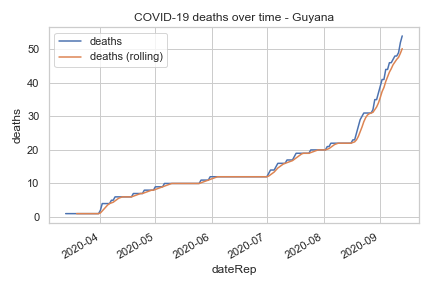 COVID-19 deaths over time - Guyana
deaths
deaths (rolling)
50
40
30
20
10
0
deaths
2020-04
2020-05
2020-06
2020-07
2020-08
2020-09
dateRep